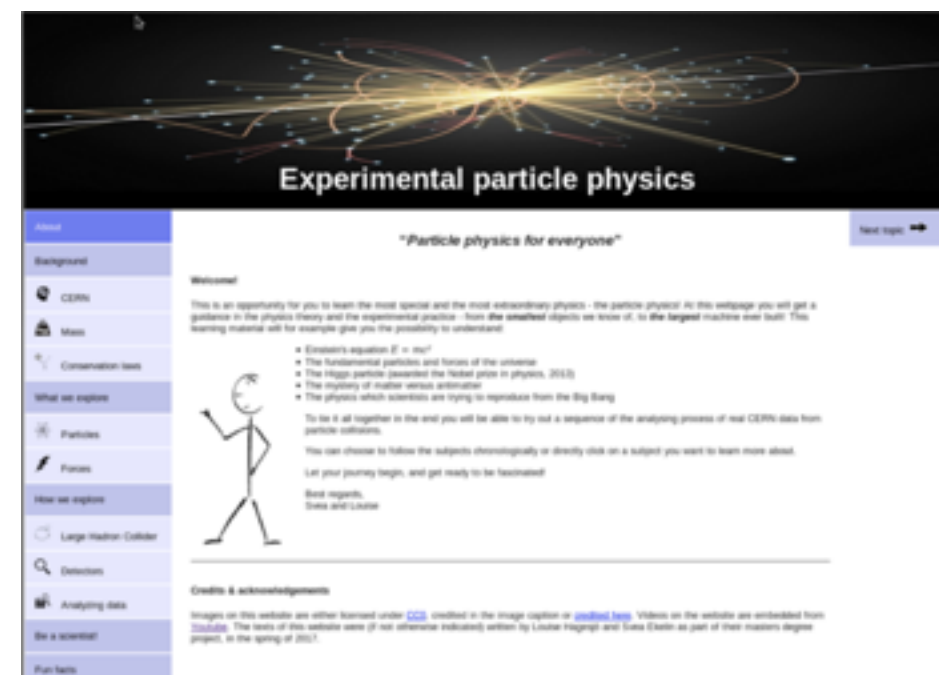 Experimental particle physics
About
Background
CERN
Mass
Conservation laws
What we explore
Particles
Forces
How we explore
Large Hadron Collider
Detectors
Analyzing data
Be a scientist!
Fun facts
"Particle physics for everyone"
Next topic
Welcome!
This is an opportunity for you to learn the most special and the most extraordinary physics - the particle physics! At this webpage you will get a
guidance in the physics theory and the experimental practice - from the smallest objects we know of, to the largest machine ever built! This
learning material will for example give you the possibility to understand:
• Einstein's equation E = mc²
• The fundamental particles and forces of the universe
• The Higgs particle (awarded the Nobel prize in physics, 2013)
• The mystery of matter versus antimatter
• The physics which scientists are trying to reproduce from the Big Bang
To tie it all together in the end you will be able to try out a sequence of the analysing process of real CERN data from
particle collisions.
You can choose to follow the subjects chronologically or directly click on a subject you want to learn more about.
Let your journey begin, and get ready to be fascinated!
Best regards,
Svea and Louise
Credits & acknowledgements
Images on this website are either licensed under CC0, credited in the image caption or credited here. Videos on the website are embedded from
Youtube. The texts of this website were (if not otherwise indicated) written by Louise and Svea Ekelin as part of their masters degree
project, in the spring of 2017.